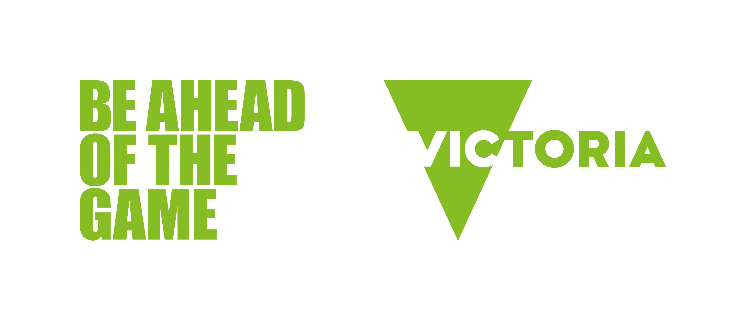 BE AHEAD
OF THE
GAME
VICTORIA